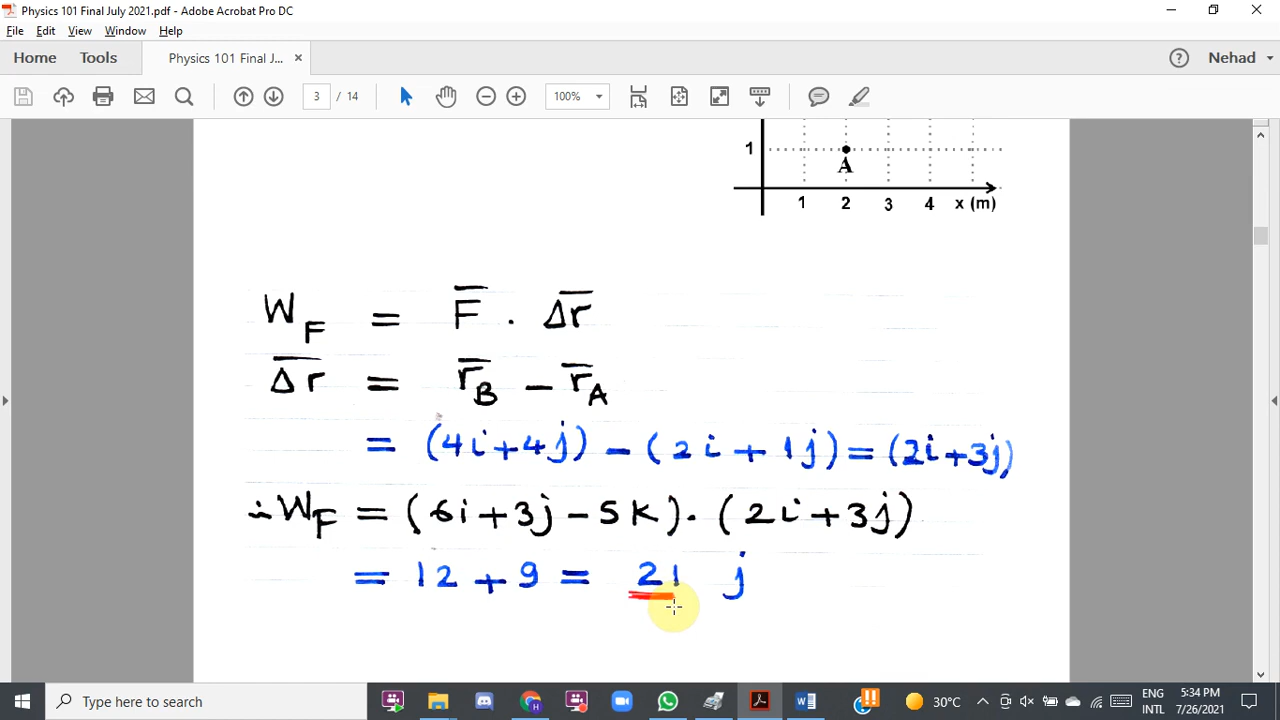 Physics 101 Final July 2021.pdf - Adobe Acrobat Pro DC
File Edit View Window Help
Home Tools Physics 101 Final J... × Nehad
3 / 14 100%
1
A
1 2 3 4 x (m)
W_F = F̅ · Δ̅r̅
Δ̅r̅ = r̅_B − r̅_A
= (4i+4j) − (2i + 1j) = (2i+3j)
∴ W_F = (6i+3j−5k) · (2i+3j)
= 12 + 9 = 21 j
Type here to search 30°C ENG 5:34 PM
INTL 7/26/2021